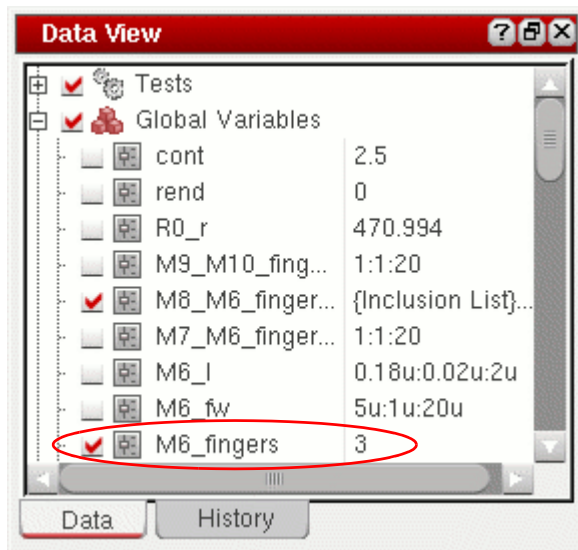 Data View
Tests
Global Variables
cont 2.5
rend 0
R0_r 470.994
M9_M10_fing... 1:1:20
M8_M6_finger... {Inclusion List}...
M7_M6_finger... 1:1:20
M6_l 0.18u:0.02u:2u
M6_fw 5u:1u:20u
M6_fingers 3
Data History